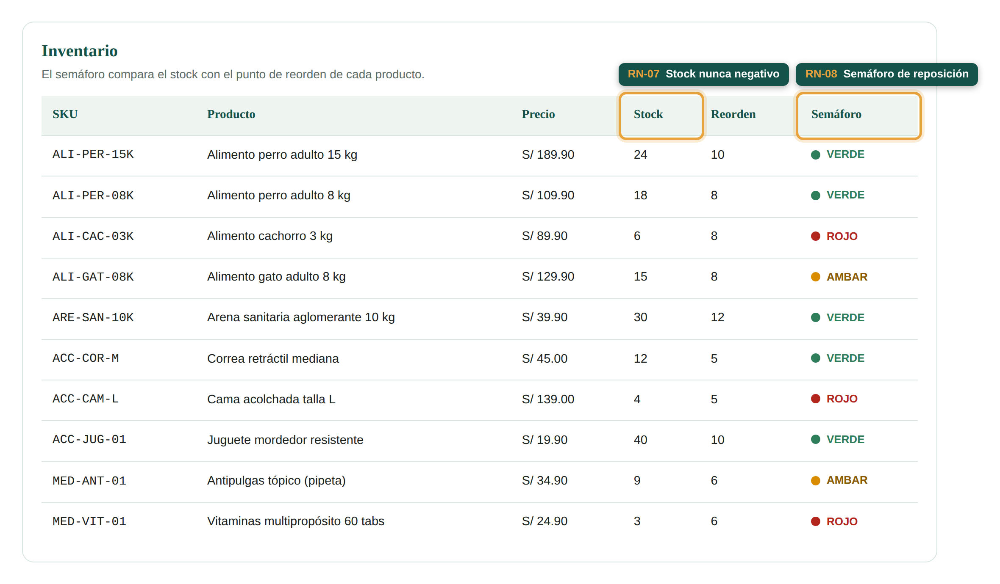 Inventario
El semáforo compara el stock con el punto de reorden de cada producto.
RN-07 Stock nunca negativo
RN-08 Semáforo de reposición
SKU Producto Precio Stock Reorden Semáforo
ALI-PER-15K Alimento perro adulto 15 kg S/ 189.90 24 10 VERDE
ALI-PER-08K Alimento perro adulto 8 kg S/ 109.90 18 8 VERDE
ALI-CAC-03K Alimento cachorro 3 kg S/ 89.90 6 8 ROJO
ALI-GAT-08K Alimento gato adulto 8 kg S/ 129.90 15 8 AMBAR
ARE-SAN-10K Arena sanitaria aglomerante 10 kg S/ 39.90 30 12 VERDE
ACC-COR-M Correa retráctil mediana S/ 45.00 12 5 VERDE
ACC-CAM-L Cama acolchada talla L S/ 139.00 4 5 ROJO
ACC-JUG-01 Juguete mordedor resistente S/ 19.90 40 10 VERDE
MED-ANT-01 Antipulgas tópico (pipeta) S/ 34.90 9 6 AMBAR
MED-VIT-01 Vitaminas multipropósito 60 tabs S/ 24.90 3 6 ROJO